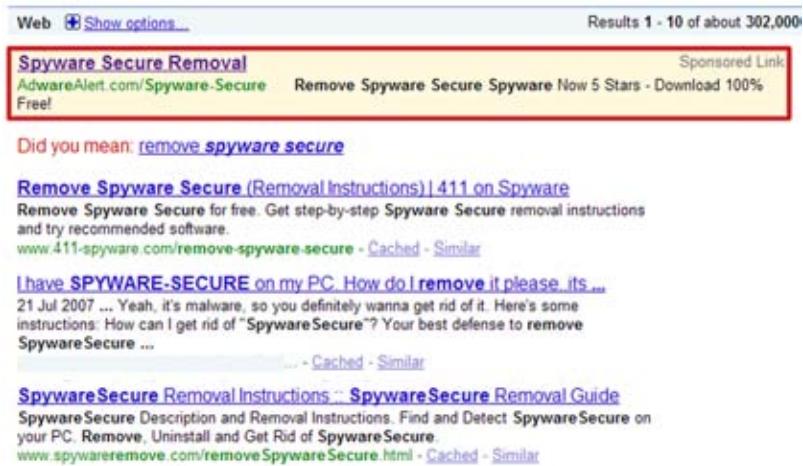 Web Show options...
Results 1 - 10 of about 302,000
Spyware Secure Removal
Sponsored Link
AdwareAlert.com/Spyware-Secure Remove Spyware Secure Spyware Now 5 Stars - Download 100%
Free!
Did you mean: remove spyware secure
Remove Spyware Secure (Removal Instructions) | 411 on Spyware
Remove Spyware Secure for free. Get step-by-step Spyware Secure removal instructions
and try recommended software.
www.411-spyware.com/remove-spyware-secure - Cached - Similar
I have SPYWARE-SECURE on my PC. How do I remove it please..its ...
21 Jul 2007 ... Yeah, it's malware, so you definitely wanna get rid of it. Here's some
instructions: How can I get rid of "SpywareSecure"? Your best defense to remove
SpywareSecure ...
... - Cached - Similar
SpywareSecure Removal Instructions :: SpywareSecure Removal Guide
SpywareSecure Description and Removal Instructions. Find and Detect SpywareSecure on
your PC. Remove, Uninstall and Get Rid of SpywareSecure.
www.spywareremove.com/removeSpywareSecure.html - Cached - Similar